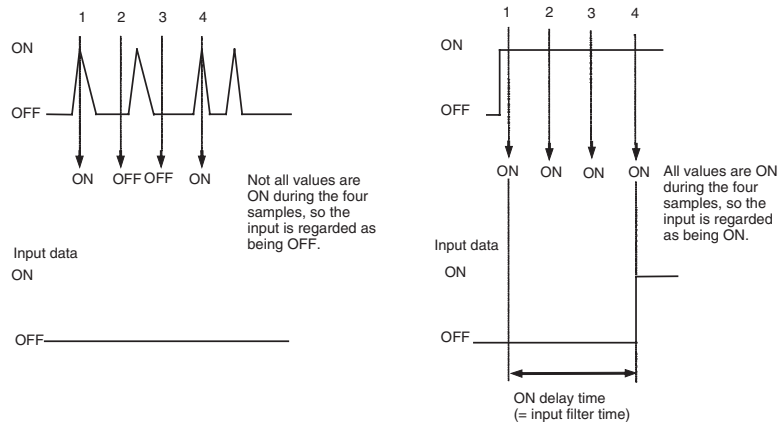 1 2 3 4
ON
OFF
ON OFF OFF ON
Not all values are
ON during the four
samples, so the
input is regarded as
being OFF.
Input data
ON
OFF
1 2 3 4
ON
OFF
ON ON ON ON
All values are ON
during the four
samples, so the
input is regarded
as being ON.
Input data
ON
OFF
ON delay time
(= input filter time)